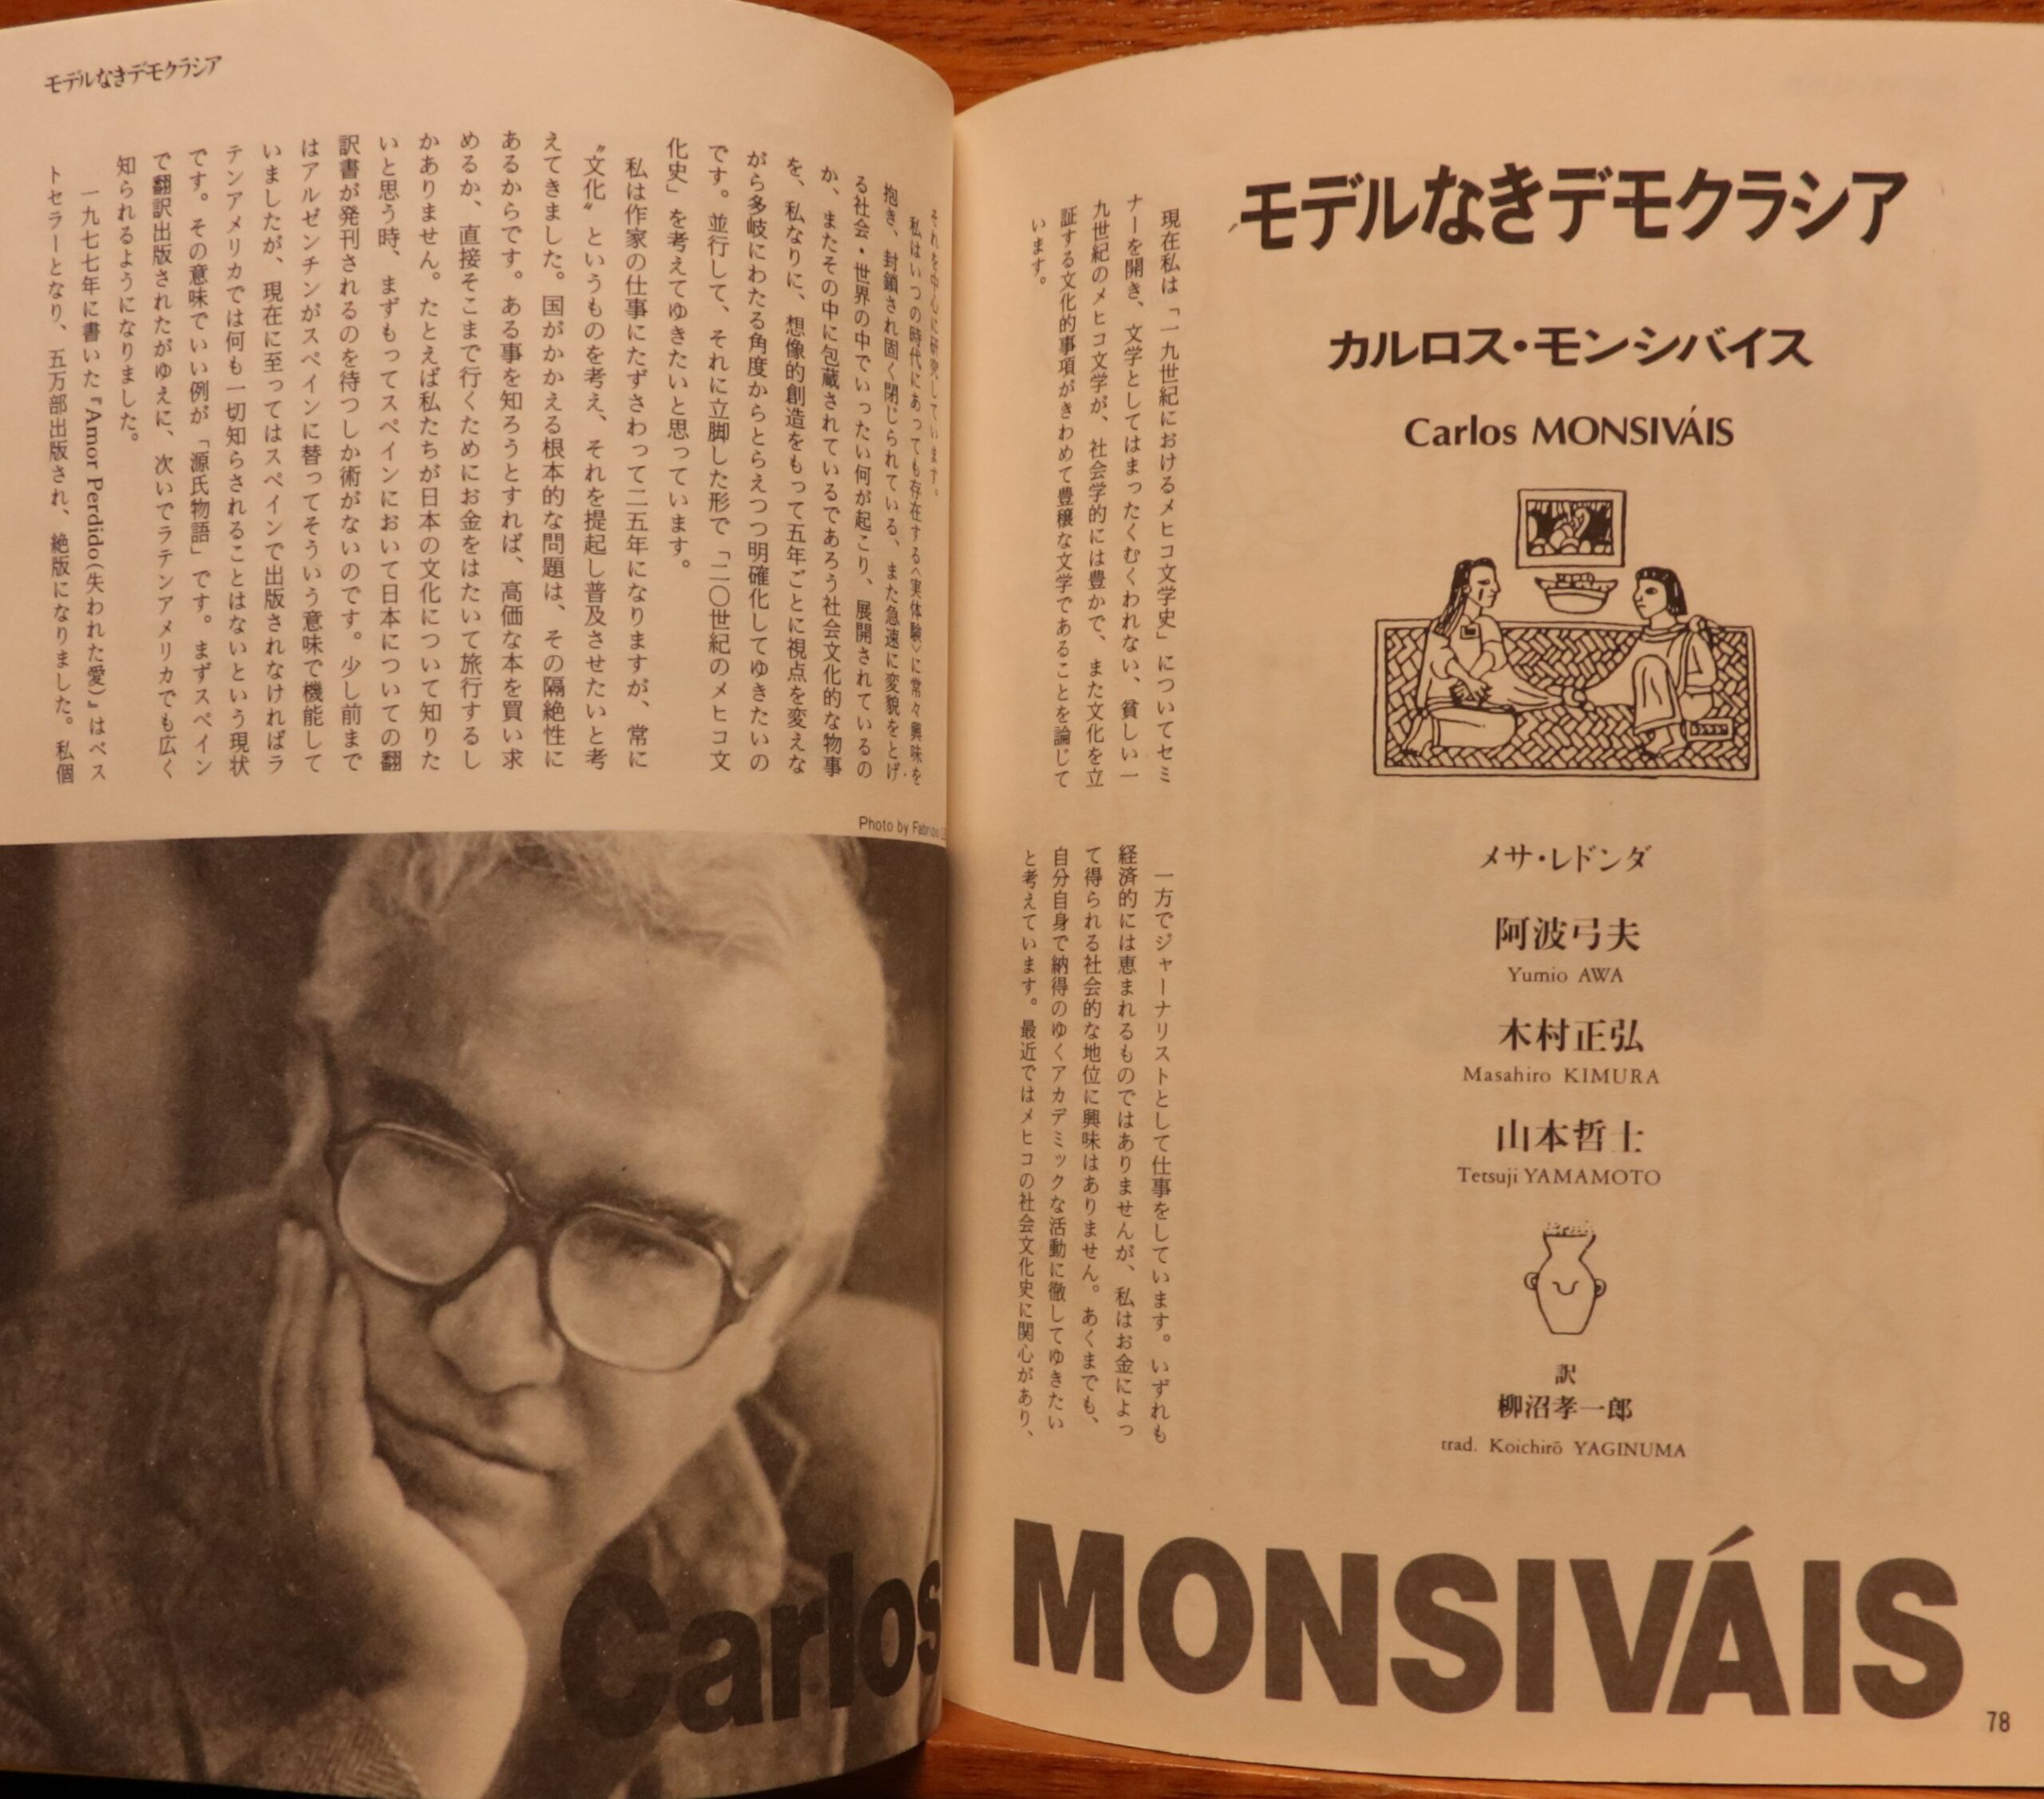 モデルなきデモクラシア
カルロス・モンシバイス
Carlos MONSIVÁIS
メサ・レドンダ
阿波弓夫
Yumio AWA
木村正弘
Masahiro KIMURA
山本哲士
Tetsuji YAMAMOTO
訳
柳沼孝一郎
trad. Koichirō YAGINUMA
現在私は「一九世紀におけるメヒコ文学史」についてセミ
ナーを開き、文学としてはまったくむくわれない、貧しい一
九世紀のメヒコ文学が、社会学的には豊かで、また文化を立
証する文化的事項がきわめて豊穣な文学であることを論じて
います。
一方でジャーナリストとして仕事をしています。いずれも
経済的には恵まれるものではありませんが、私はお金によっ
て得られる社会的な地位に興味はありません。あくまでも、
自分自身で納得のゆくアカデミックな活動に徹してゆきたい
と考えています。最近ではメヒコの社会文化史に関心があり、
MONSIVÁIS
78
モデルなきデモクラシア
それを中心に研究しています。
私はいつの時代にあっても存在する〈実体験〉に常々興味を
抱き、封鎖され固く閉じられている、また急速に変貌をとげ
る社会・世界の中でいったい何が起こり、展開されているの
か、またその中に包蔵されているであろう社会文化的な物事
を、私なりに、想像的創造をもって五年ごとに視点を変えな
がら多岐にわたる角度からとらえつつ明確化してゆきたいの
です。並行して、それに立脚した形で「二〇世紀のメヒコ文
化史」を考えてゆきたいと思っています。
私は作家の仕事にたずさわって二五年になりますが、常に
〝文化〟というものを考え、それを提起し普及させたいと考
えてきました。国がかかえる根本的な問題は、その隔絶性に
あるからです。ある事を知ろうとすれば、高価な本を買い求
めるか、直接そこまで行くためにお金をはたいて旅行するし
かありません。たとえば私たちが日本の文化について知りた
いと思う時、まずもってスペインにおいて日本についての翻
訳書が発刊されるのを待つしか術がないのです。少し前まで
はアルゼンチンがスペインに替ってそういう意味で機能して
いましたが、現在に至ってはスペインで出版されなければラ
テンアメリカでは何も一切知らされることはないという現状
です。その意味でいい例が「源氏物語」です。まずスペイン
で翻訳出版されたがゆえに、次いでラテンアメリカでも広く
知られるようになりました。
一九七七年に書いた『Amor Perdido(失われた愛)』はベス
トセラーとなり、五万部出版され、絶版になりました。私個
Photo by Fabrizio
Carlos